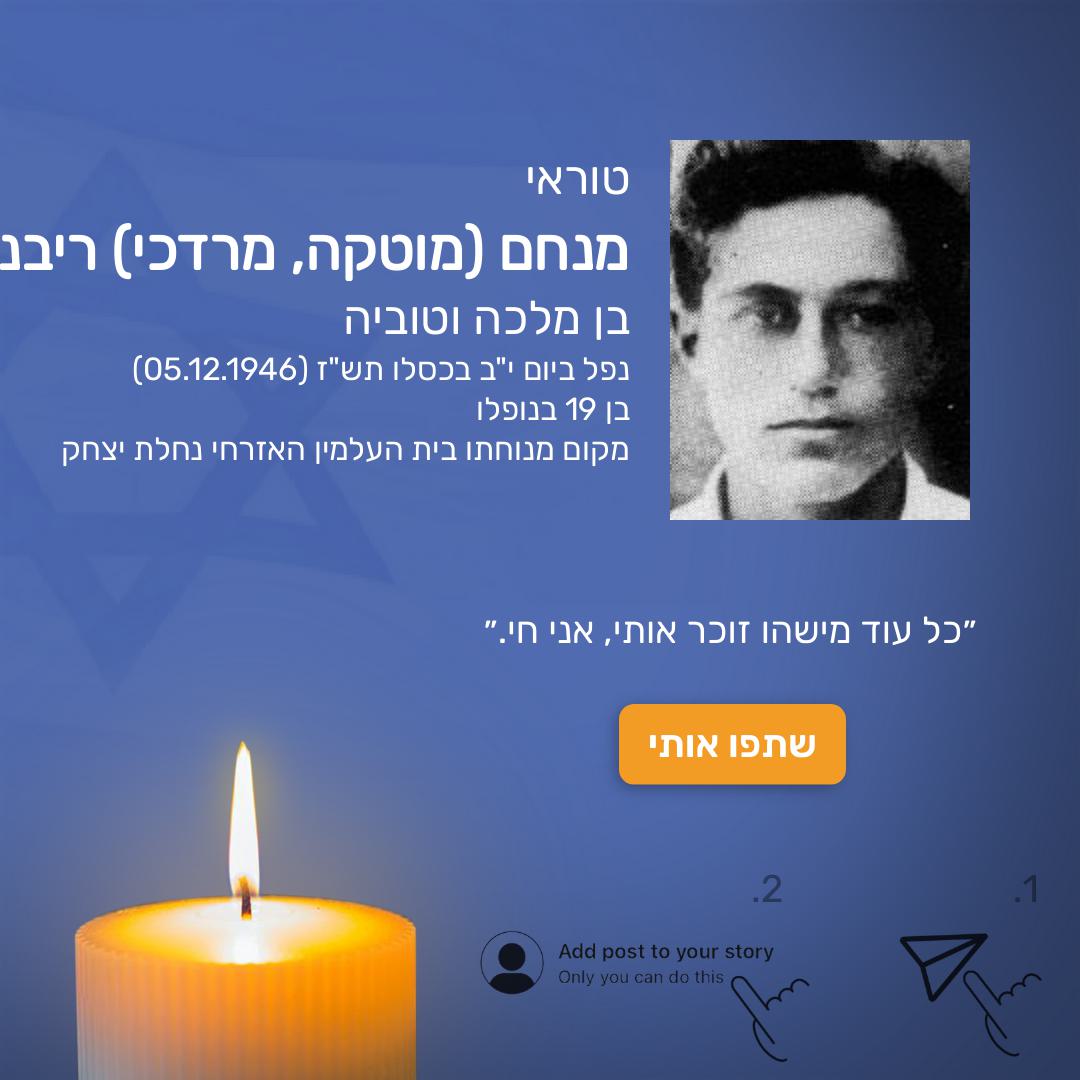 טוראי
מנחם (מוטקה, מרדכי)
בן מלכה וטוביה
נפל ביום י"ב בכסלו תש"ז (05.12.1946)
בן 19 בנופלו
מקום מנוחתו בית העלמין האזרחי נחלת יצחק
״כל עוד מישהו זוכר אותי, אני חי.״
שתפו אותי
1.
2.
Add post to your story
Only you can do this